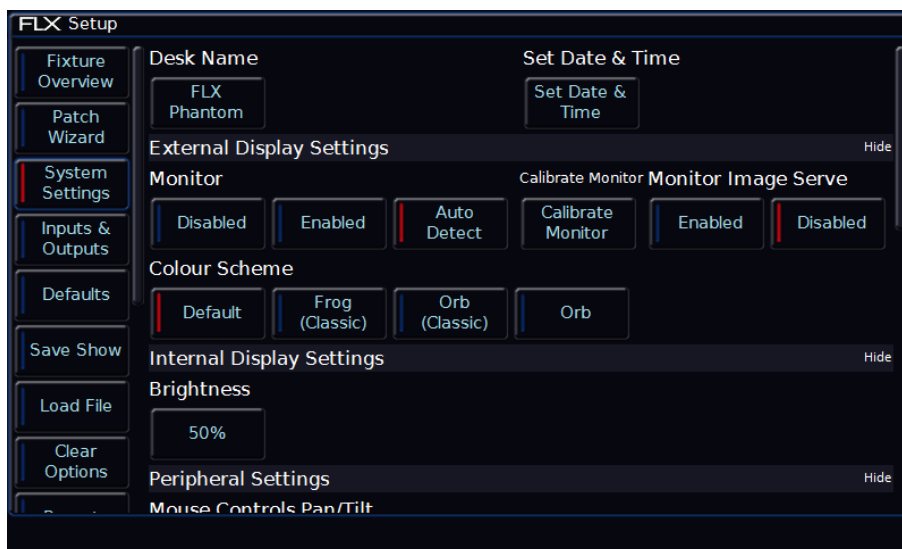 FLX Setup
Fixture
Overview
Patch
Wizard
System
Settings
Inputs &
Outputs
Defaults
Save Show
Load File
Clear
Options
Desk Name
Set Date & Time
FLX
Phantom
Set Date &
Time
External Display Settings
Hide
Monitor
Calibrate Monitor
Monitor Image Serve
Disabled
Enabled
Auto
Detect
Calibrate
Monitor
Enabled
Disabled
Colour Scheme
Default
Frog
(Classic)
Orb
(Classic)
Orb
Internal Display Settings
Hide
Brightness
50%
Peripheral Settings
Hide
Mouse Controls Pan/Tilt